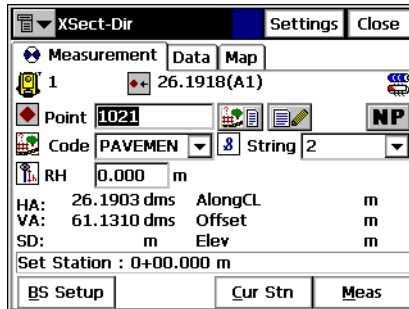 XSect-Dir Settings Close
Measurement Data Map
1 26.1918(A1)
Point 1021 NP
Code PAVEMEN 8 String 2
RH 0.000 m
HA: 26.1903 dms AlongCL m
VA: 61.1310 dms Offset m
SD: m Elev m
Set Station : 0+00.000 m
BS Setup Cur Stn Meas